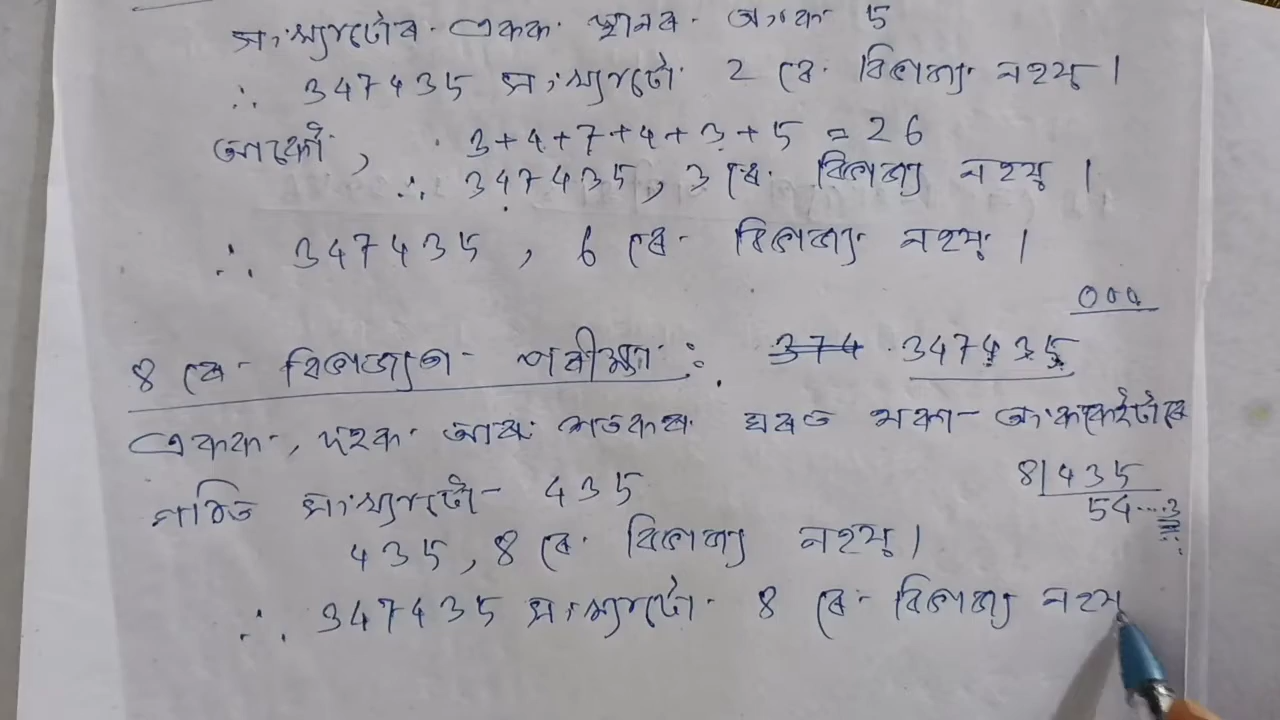 সংখ্যাটোৰ একক স্থানৰ অংক 5
∴ 347435 সংখ্যাটো 2 ৰে বিভাজ্য নহয়।
আকৌ, 3+4+7+4+3+5 = 26
∴ 347435, 3 ৰে বিভাজ্য নহয়।
∴ 347435, 6 ৰে বিভাজ্য নহয়।
000
8 ৰে বিভাজ্যতাৰ পৰীক্ষা : 374 347435
একক, দহক আৰু শতকৰ ঘৰত থকা অংককেইটাৰে
গঠিত সংখ্যাটো 435
8|435
54...3
435, 8 ৰে বিভাজ্য নহয়।
∴ 347435 সংখ্যাটো 8 ৰে বিভাজ্য নহয়